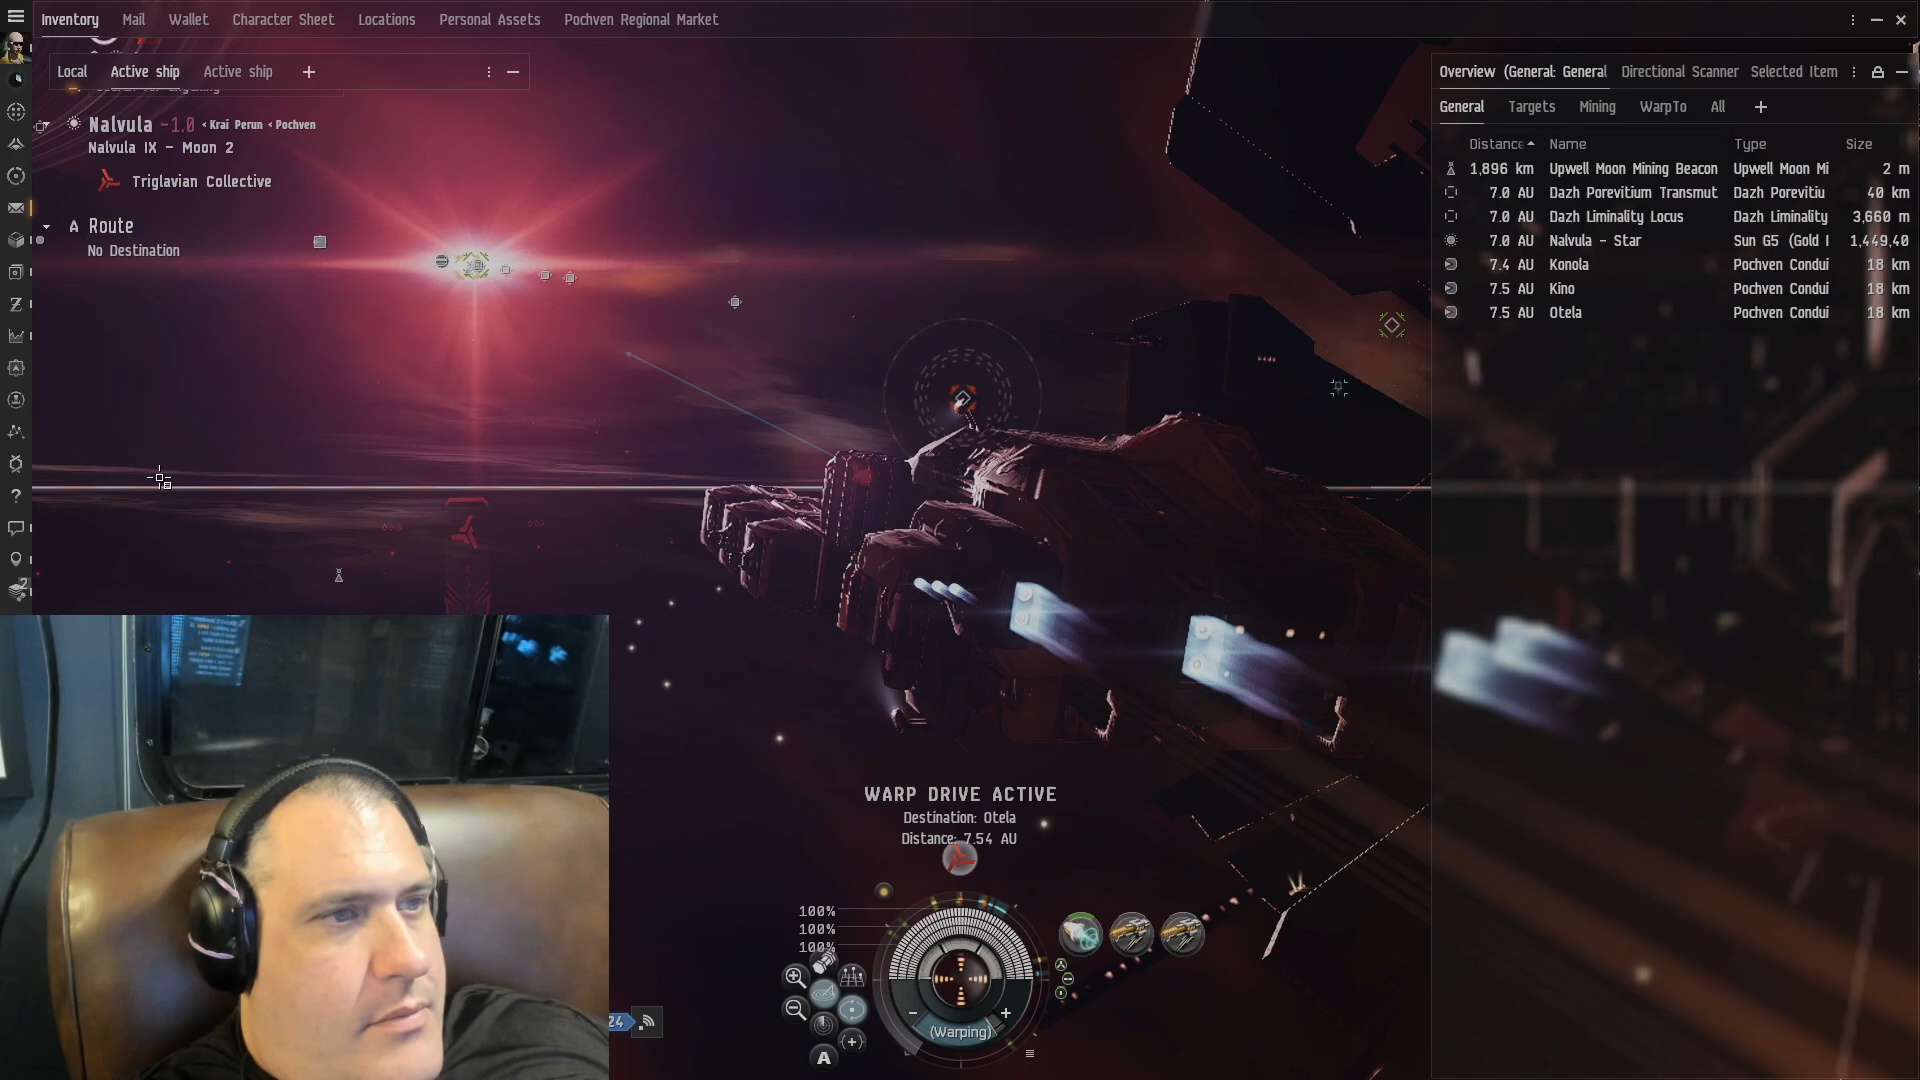 Inventory Mail Wallet Character Sheet Locations Personal Assets Pochven Regional Market
Local Active ship Active ship
Nalvula -1.0 < Krai Perun < Pochven
Nalvula IX - Moon 2
Triglavian Collective
Route
No Destination
Overview (General: General Directional Scanner Selected Item
General Targets Mining WarpTo All
Distance Name Type Size
1,896 km Upwell Moon Mining Beacon Upwell Moon Mi 2 m
7.0 AU Dazh Porevitium Transmut Dazh Porevitiu 40 km
7.0 AU Dazh Liminality Locus Dazh Liminality 3,660 m
7.0 AU Nalvula - Star Sun G5 (Gold 1,449,40
7.4 AU Konola Pochven Condui 18 km
7.5 AU Kino Pochven Condui 18 km
7.5 AU Otela Pochven Condui 18 km
2
WARP DRIVE ACTIVE
Destination: Otela
Distance: 7.54 AU
100%
100%
100%
(Warping)
A
24